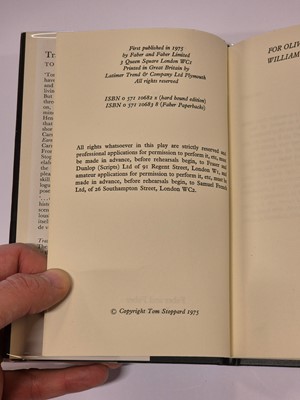 First published in 1975
by Faber and Faber Limited
3 Queen Square London WC1
Printed in Great Britain by
Latimer Trend & Company Ltd Plymouth
All rights reserved
ISBN 0 571 10682 x (hard bound edition)
ISBN 0 571 10683 8 (Faber Paperbacks)
All rights whatsoever in this play are strictly reserved and
professional applications for permission to perform it, etc, must
be made in advance, before rehearsals begin, to Fraser and
Dunlop (Scripts) Ltd of 91 Regent Street, London W1, and
amateur applications for permission to perform it, etc, must be
made in advance, before rehearsals begin, to Samuel French
Ltd, of 26 Southampton Street, London WC2.
© Copyright Tom Stoppard 1975
FOR OLIV
WILLIAM